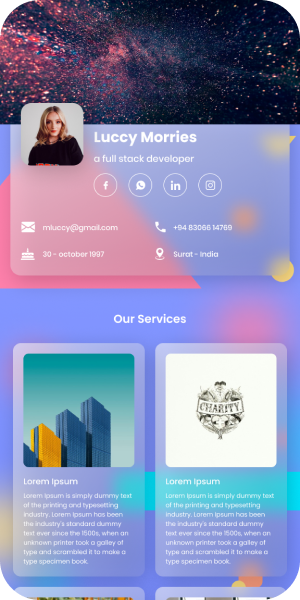 Luccy Morries
a full stack developer
mluccy@gmail.com
+94 83066 14769
30 - october 1997
Surat - India
Our Services
Lorem Ipsum
Lorem Ipsum is simply dummy text
of the printing and typesetting
industry. Lorem Ipsum has been
the industry's standard dummy
text ever since the 1500s, when an
unknown printer took a galley of
type and scrambled it to make a
type specimen book.
CHARITY
Lorem Ipsum
Lorem Ipsum is simply dummy text
of the printing and typesetting
industry. Lorem Ipsum has been
the industry's standard dummy
text ever since the 1500s, when an
unknown printer took a galley of
type and scrambled it to make a
type specimen book.